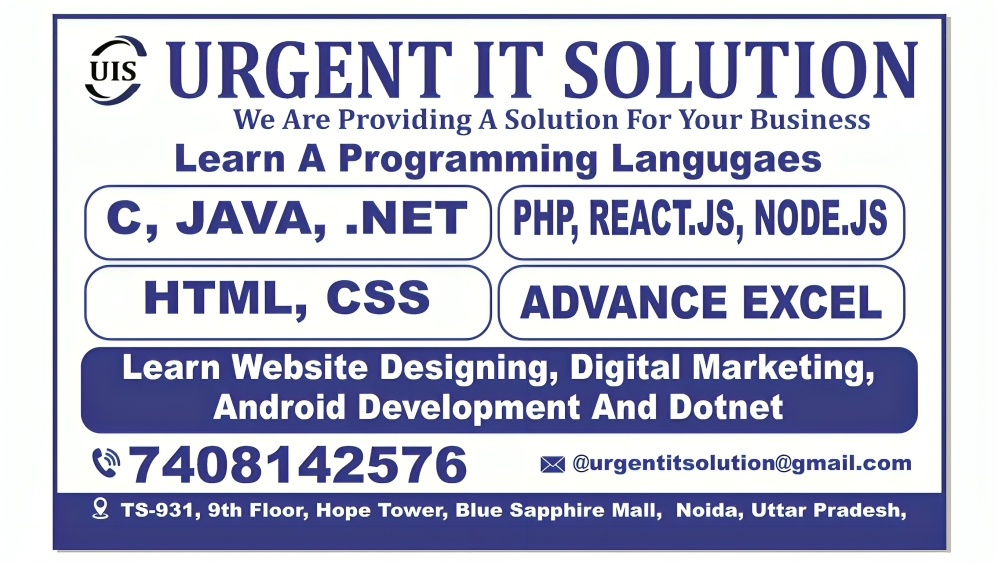 UIS
URGENT IT SOLUTION
We Are Providing A Solution For Your Business
Learn A Programming Langugaes
C, JAVA, .NET
PHP, REACT.JS, NODE.JS
HTML, CSS
ADVANCE EXCEL
Learn Website Designing, Digital Marketing,
Android Development And Dotnet
7408142576
@urgentitsolution@gmail.com
TS-931, 9th Floor, Hope Tower, Blue Sapphire Mall, Noida, Uttar Pradesh,